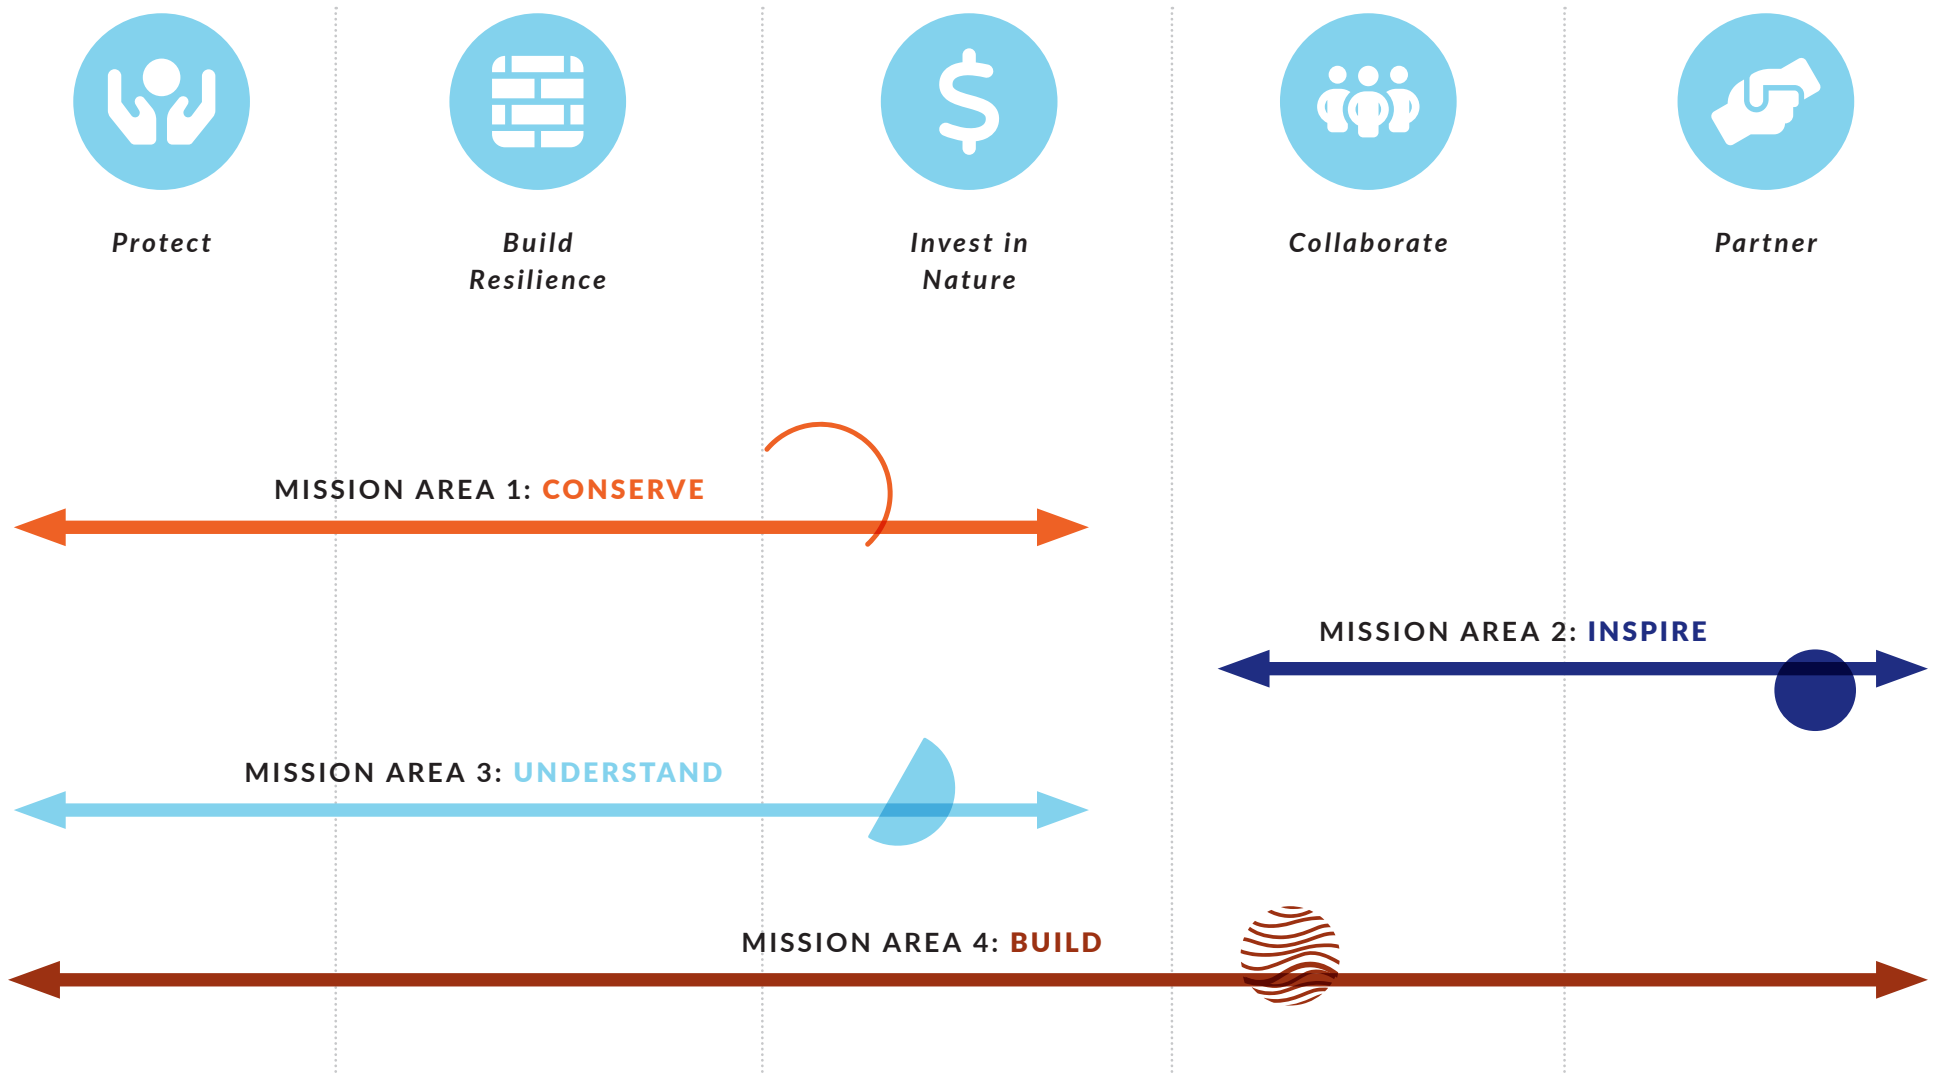 Protect
Build
Resilience
Invest in
Nature
Collaborate
Partner
MISSION AREA 1: CONSERVE
MISSION AREA 2: INSPIRE
MISSION AREA 3: UNDERSTAND
MISSION AREA 4: BUILD